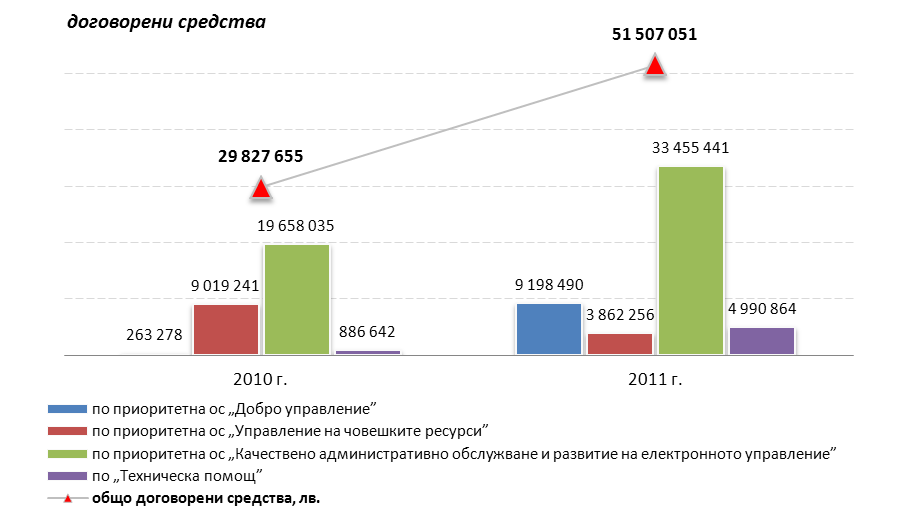 договорени средства
51 507 051
29 827 655
33 455 441
19 658 035
9 019 241
9 198 490
263 278
886 642
3 862 256
4 990 864
2010 г.
2011 г.
по приоритетна ос „Добро управление”
по приоритетна ос „Управление на човешките ресурси”
по приоритетна ос „Качествено административно обслужване и развитие на електронното управление”
по „Техническа помощ”
общо договорени средства, лв.